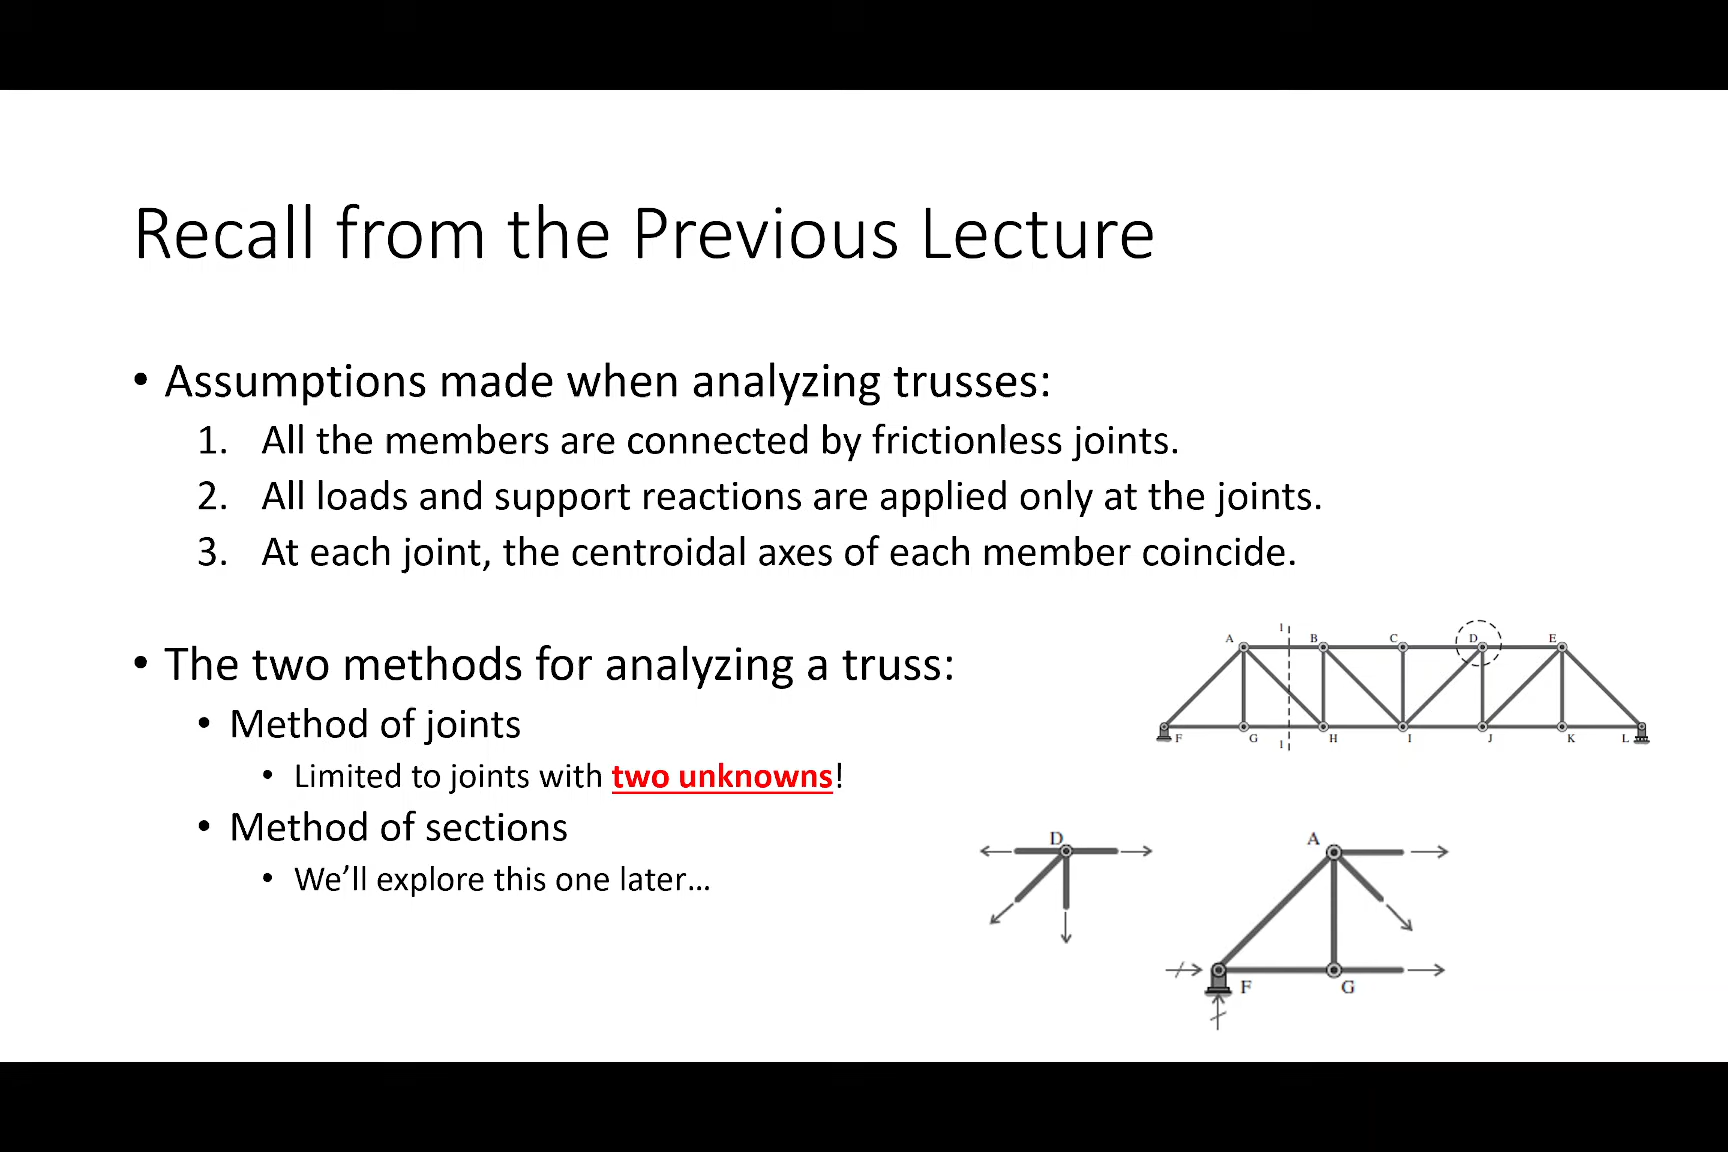 Recall from the Previous Lecture
• Assumptions made when analyzing trusses:
1. All the members are connected by frictionless joints.
2. All loads and support reactions are applied only at the joints.
3. At each joint, the centroidal axes of each member coincide.
• The two methods for analyzing a truss:
• Method of joints
• Limited to joints with two unknowns!
• Method of sections
• We'll explore this one later…
A 1 B C D E
F G 1 H I J K L
D
A
F G